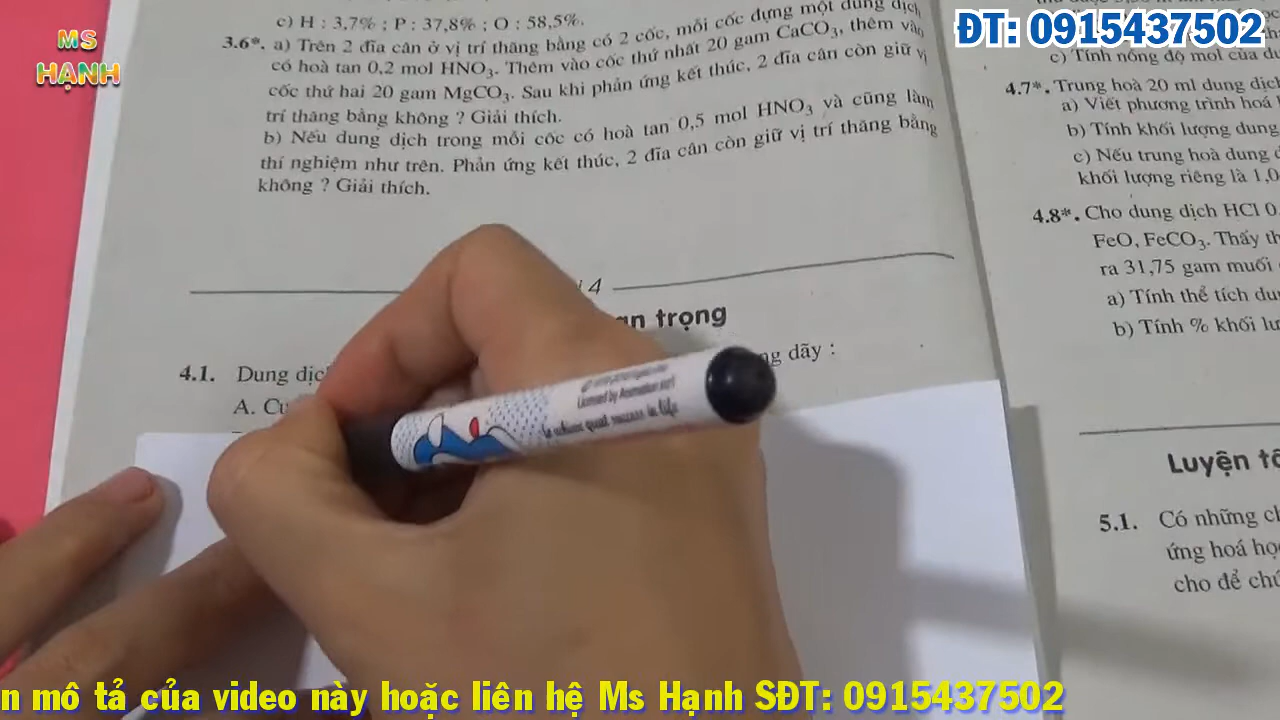 MS
HẠNH
ĐT: 0915437502
c) H : 3,7% ; P : 37,8% ; O : 58,5%.
3.6*. a) Trên 2 đĩa cân ở vị trí thăng bằng có 2 cốc, mỗi cốc đựng một dung dịch
có hoà tan 0,2 mol HNO₃. Thêm vào cốc thứ nhất 20 gam CaCO₃, thêm vào
cốc thứ hai 20 gam MgCO₃. Sau khi phản ứng kết thúc, 2 đĩa cân còn giữ vị
trí thăng bằng không ? Giải thích.
b) Nếu dung dịch trong mỗi cốc có hoà tan 0,5 mol HNO₃ và cũng làm
thí nghiệm như trên. Phản ứng kết thúc, 2 đĩa cân còn giữ vị trí thăng bằng
không ? Giải thích.
4
trọng
4.1. Dung dãy :
A.
Licensed by
in life
c) Tính nồng độ mol của
4.7*. Trung hoà 20 ml dung dịch
a) Viết phương trình hoá
b) Tính khối lượng dung
c) Nếu trung hoà dung
khối lượng riêng là 1,0
4.8*. Cho dung dịch HCl 0
FeO, FeCO₃. Thấy
ra 31,75 gam muối
a) Tính thể tích
b) Tính % khối
Luyện
5.1. Có những
ứng hoá
cho để
n mô tả của video này hoặc liên hệ Ms Hạnh SĐT: 0915437502